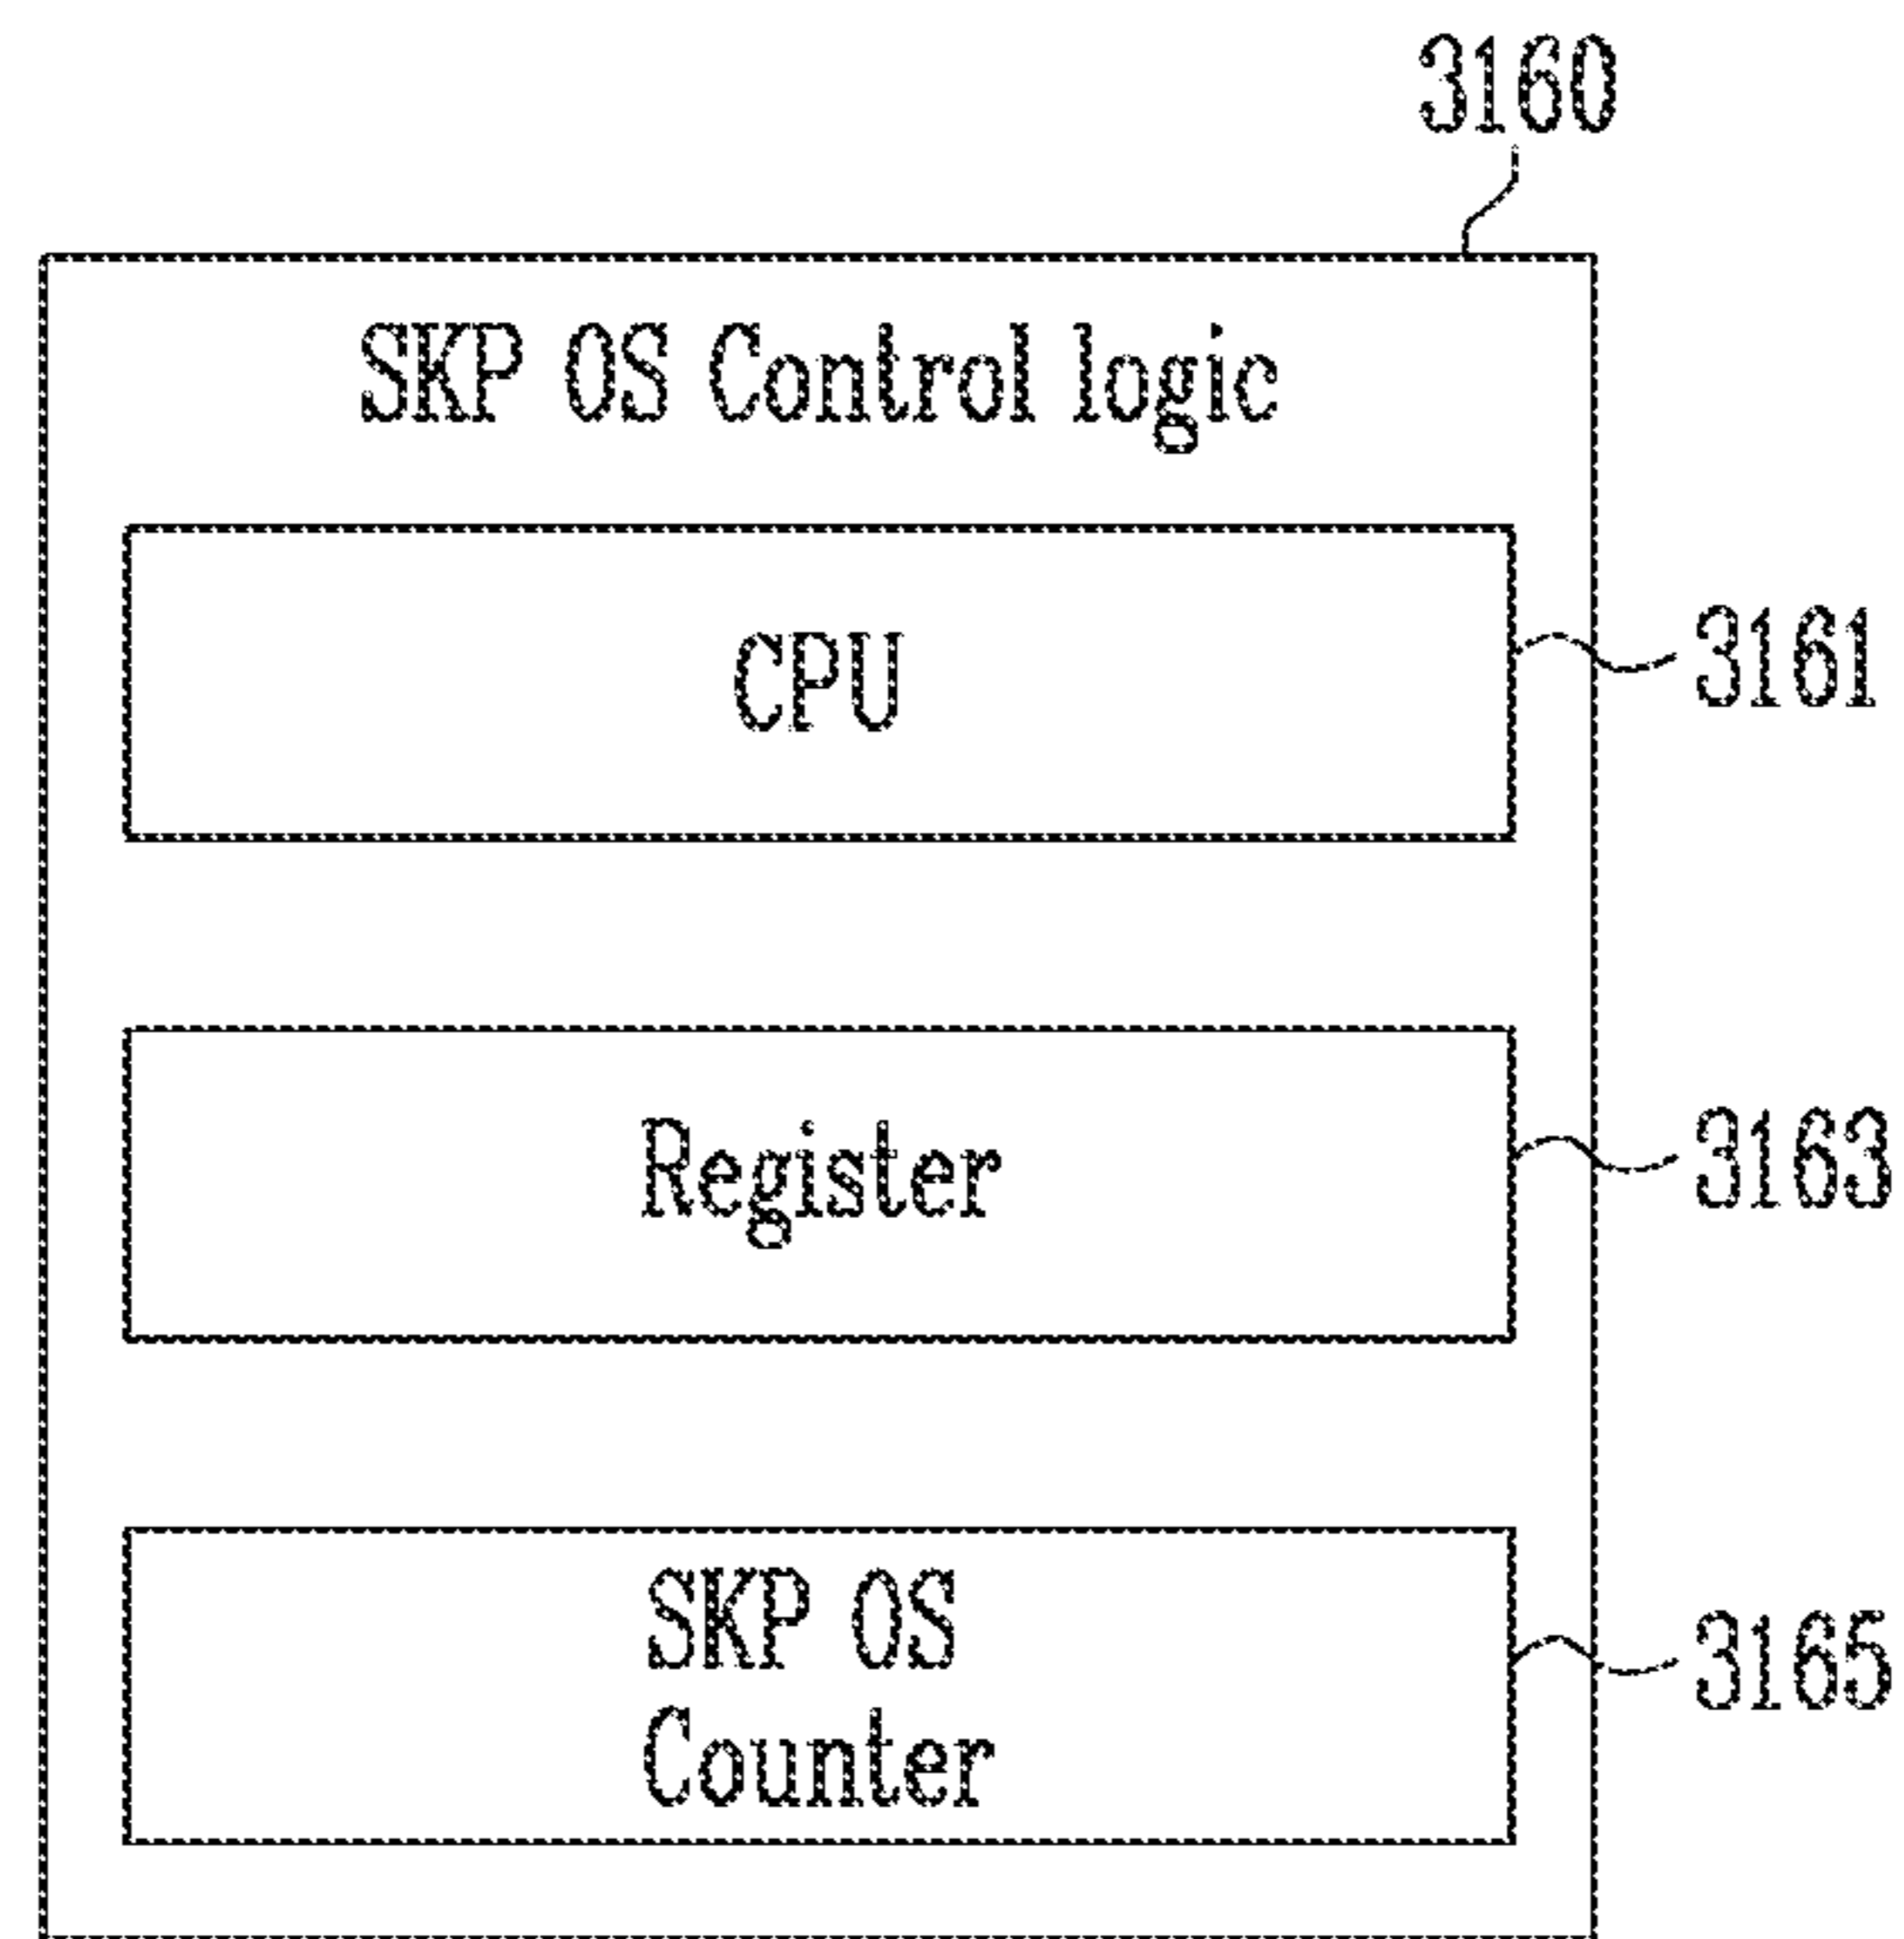 3160
SKP OS Control logic
CPU
3161
Register
3163
SKP OS
Counter
3165